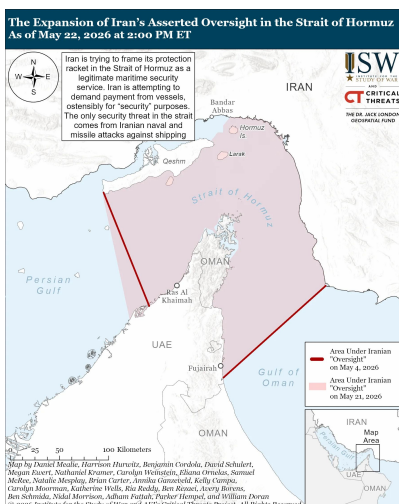 The Expansion of Iran's Asserted Oversight in the Strait of Hormuz
As of May 22, 2026 at 2:00 PM ET
N
W
E
S
Iran is trying to frame its protection
racket in the Strait of Hormuz as a
legitimate maritime security
service. Iran is attempting to
demand payment from vessels,
ostensibly for "security" purposes.
The only security threat in the strait
comes from Iranian naval and
missile attacks against shipping
ISW
INSTITUTE FOR THE
STUDY OF WAR
AND
CT CRITICAL
THREATS
THE DR. JACK LONDON
GEOSPATIAL FUND
IRAN
Bandar
Abbas
Hormuz
Is
Larak
Qeshm
Strait of Hormuz
OMAN
Persian
Gulf
Ras Al
Khaimah
UAE
Fujairah
Gulf of
Oman
OMAN
Area Under Iranian
"Oversight"
on May 4, 2026
Area Under Iranian
"Oversight"
on May 21, 2026
IRAN
Map
Area
Persian Gulf
UAE
OMAN
0 25 50 100 Kilometers
Map by Daniel Mealie, Harrison Hurwitz, Benjamin Cordola, David Schulert,
Megan Ewert, Nathaniel Kramer, Carolyn Weinstein, Eliana Ornelas, Samuel
McRee, Natalie Mesplay, Brian Carter, Annika Ganzeveld, Kelly Campa,
Carolyn Moorman, Katherine Wells, Ria Reddy, Ben Rezaei, Avery Borens,
Ben Schmida, Nidal Morrison, Adham Fattah, Parker Hempel, and William Doran